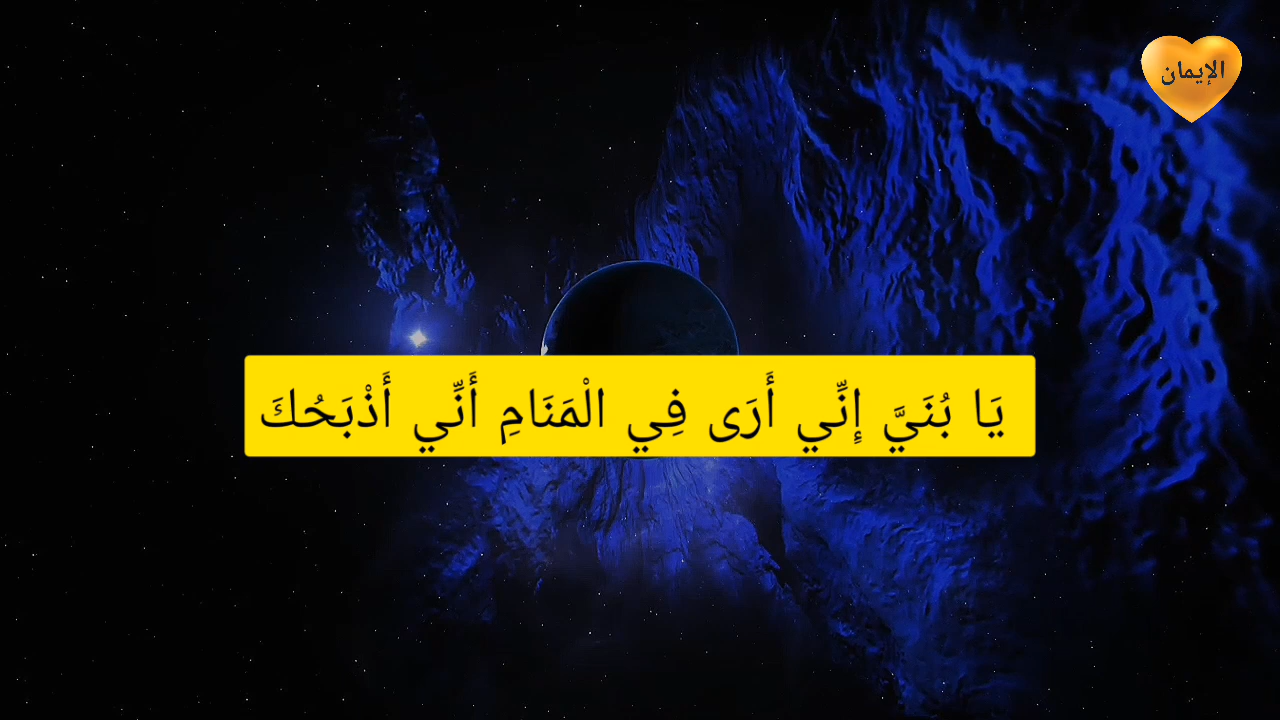 الإيمان
يَا بُنَيَّ إِنِّي أَرَى فِي الْمَنَامِ أَنِّي أَذْبَحُكَ